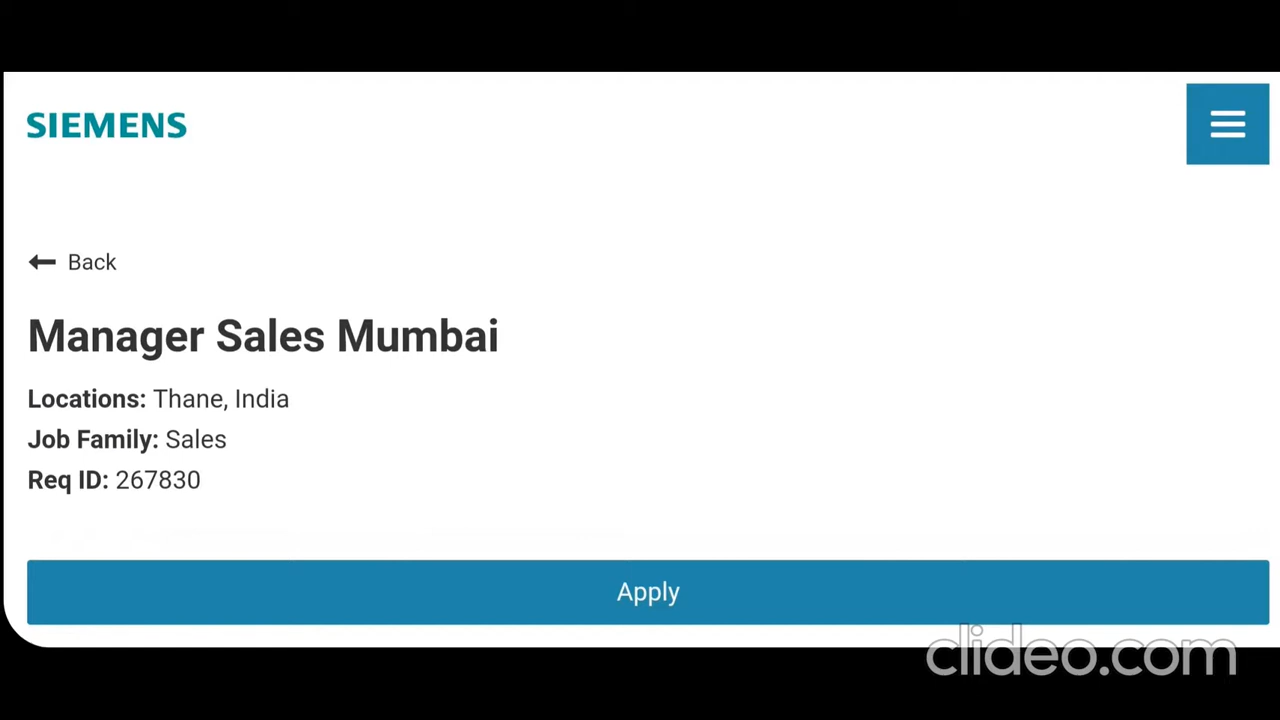 SIEMENS
Back
Manager Sales Mumbai
Locations: Thane, India
Job Family: Sales
Req ID: 267830
Apply
clideo.com